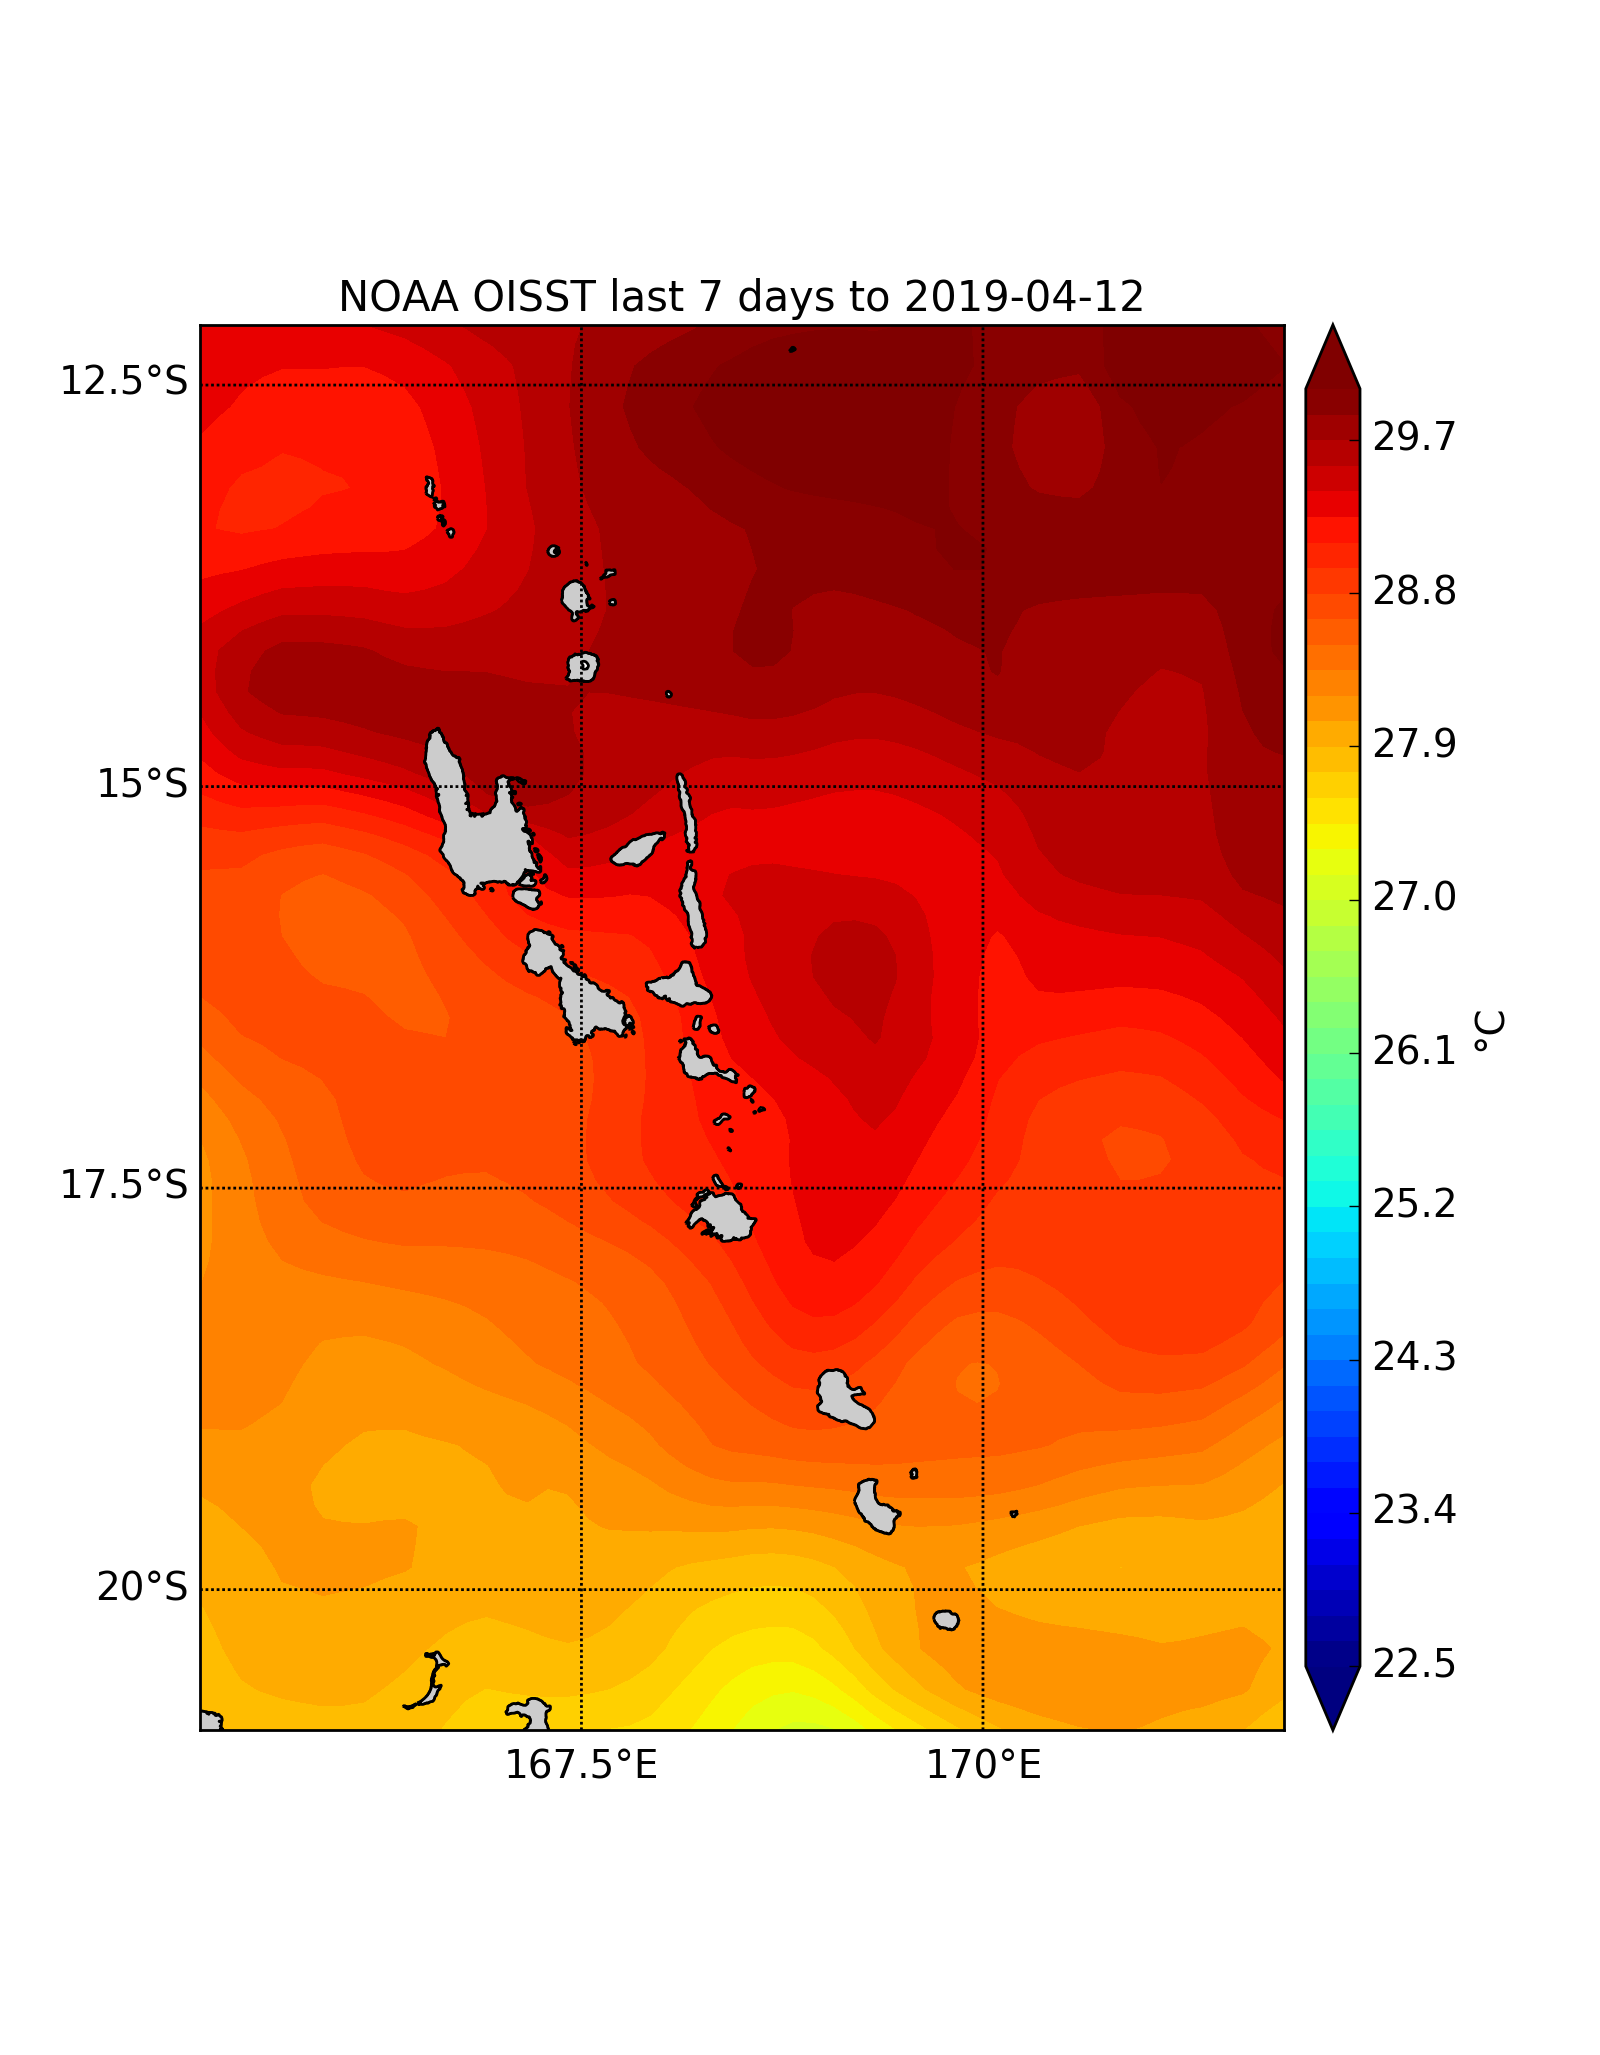 NOAA OISST last 7 days to 2019-04-12
12.5°S
15°S
17.5°S
20°S
167.5°E
170°E
29.7
28.8
27.9
27.0
26.1
25.2
24.3
23.4
22.5
°C